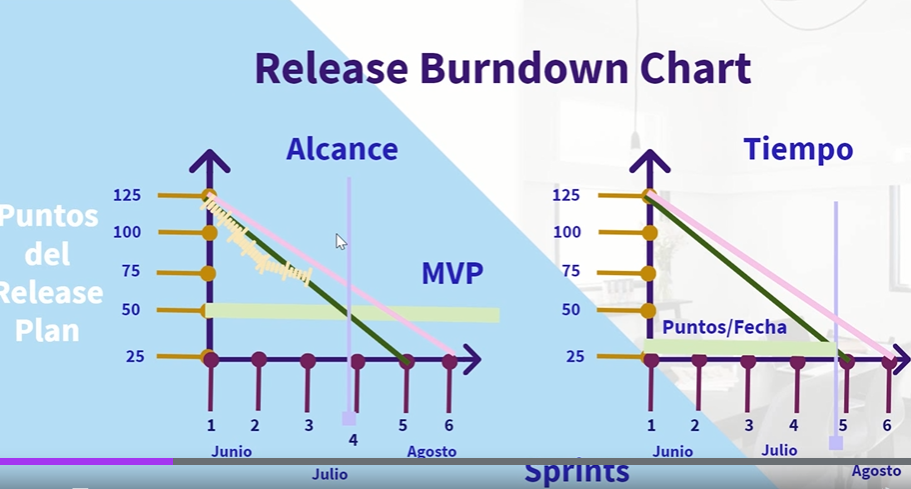 Release Burndown Chart
Alcance
Tiempo
Puntos
del
Release
Plan
125
100
75
50
25
MVP
1 2 3 4 5 6
Junio
Julio
Agosto
125
100
75
50
25
Puntos/Fecha
1 2 3 4 5 6
Junio
Julio
Agosto
Sprints